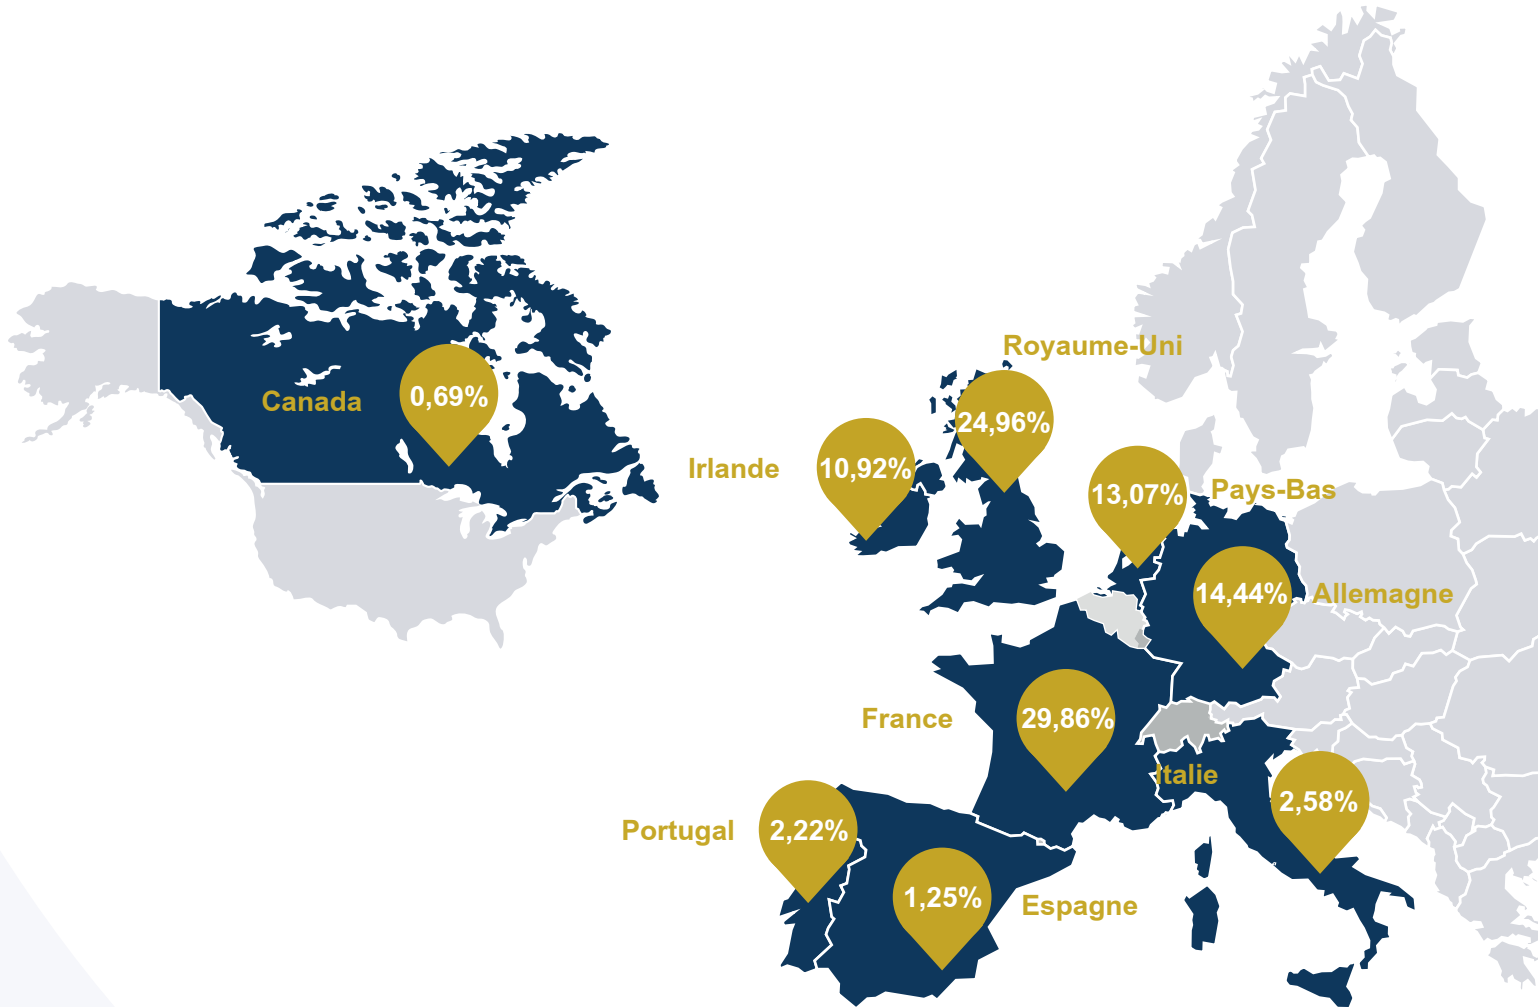 Royaume-Uni
24,96%
Canada
0,69%
Irlande
10,92%
Pays-Bas
13,07%
Allemagne
14,44%
France
29,86%
Italie
2,58%
Portugal
2,22%
Espagne
1,25%